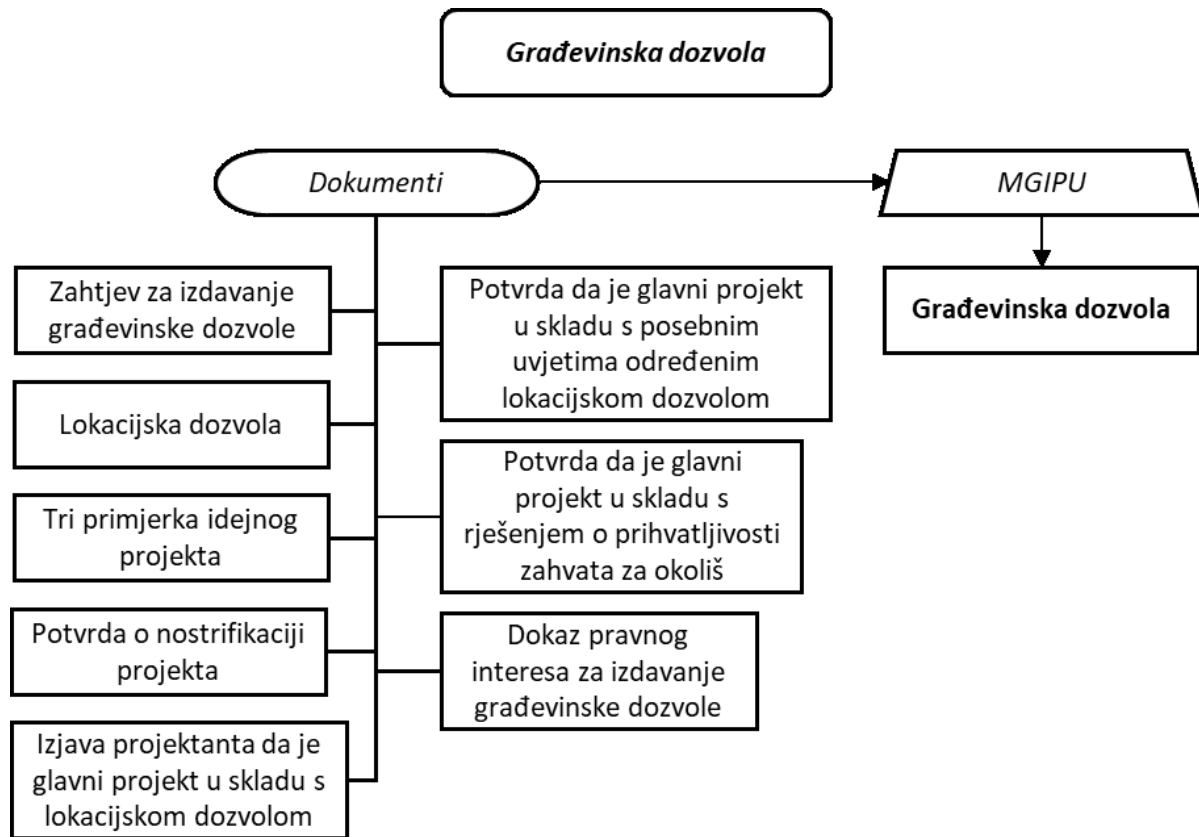 Građevinska dozvola
Dokumenti
MGIPU
Građevinska dozvola
Zahtjev za izdavanje
građevinske dozvole
Lokacijska dozvola
Tri primjerka idejnog
projekta
Potvrda o nostrifikaciji
projekta
Izjava projektanta da je
glavni projekt u skladu s
lokacijskom dozvolom
Potvrda da je glavni projekt
u skladu s posebnim
uvjetima određenim
lokacijskom dozvolom
Potvrda da je glavni
projekt u skladu s
rješenjem o prihvatljivosti
zahvata za okoliš
Dokaz pravnog
interesa za izdavanje
građevinske dozvole